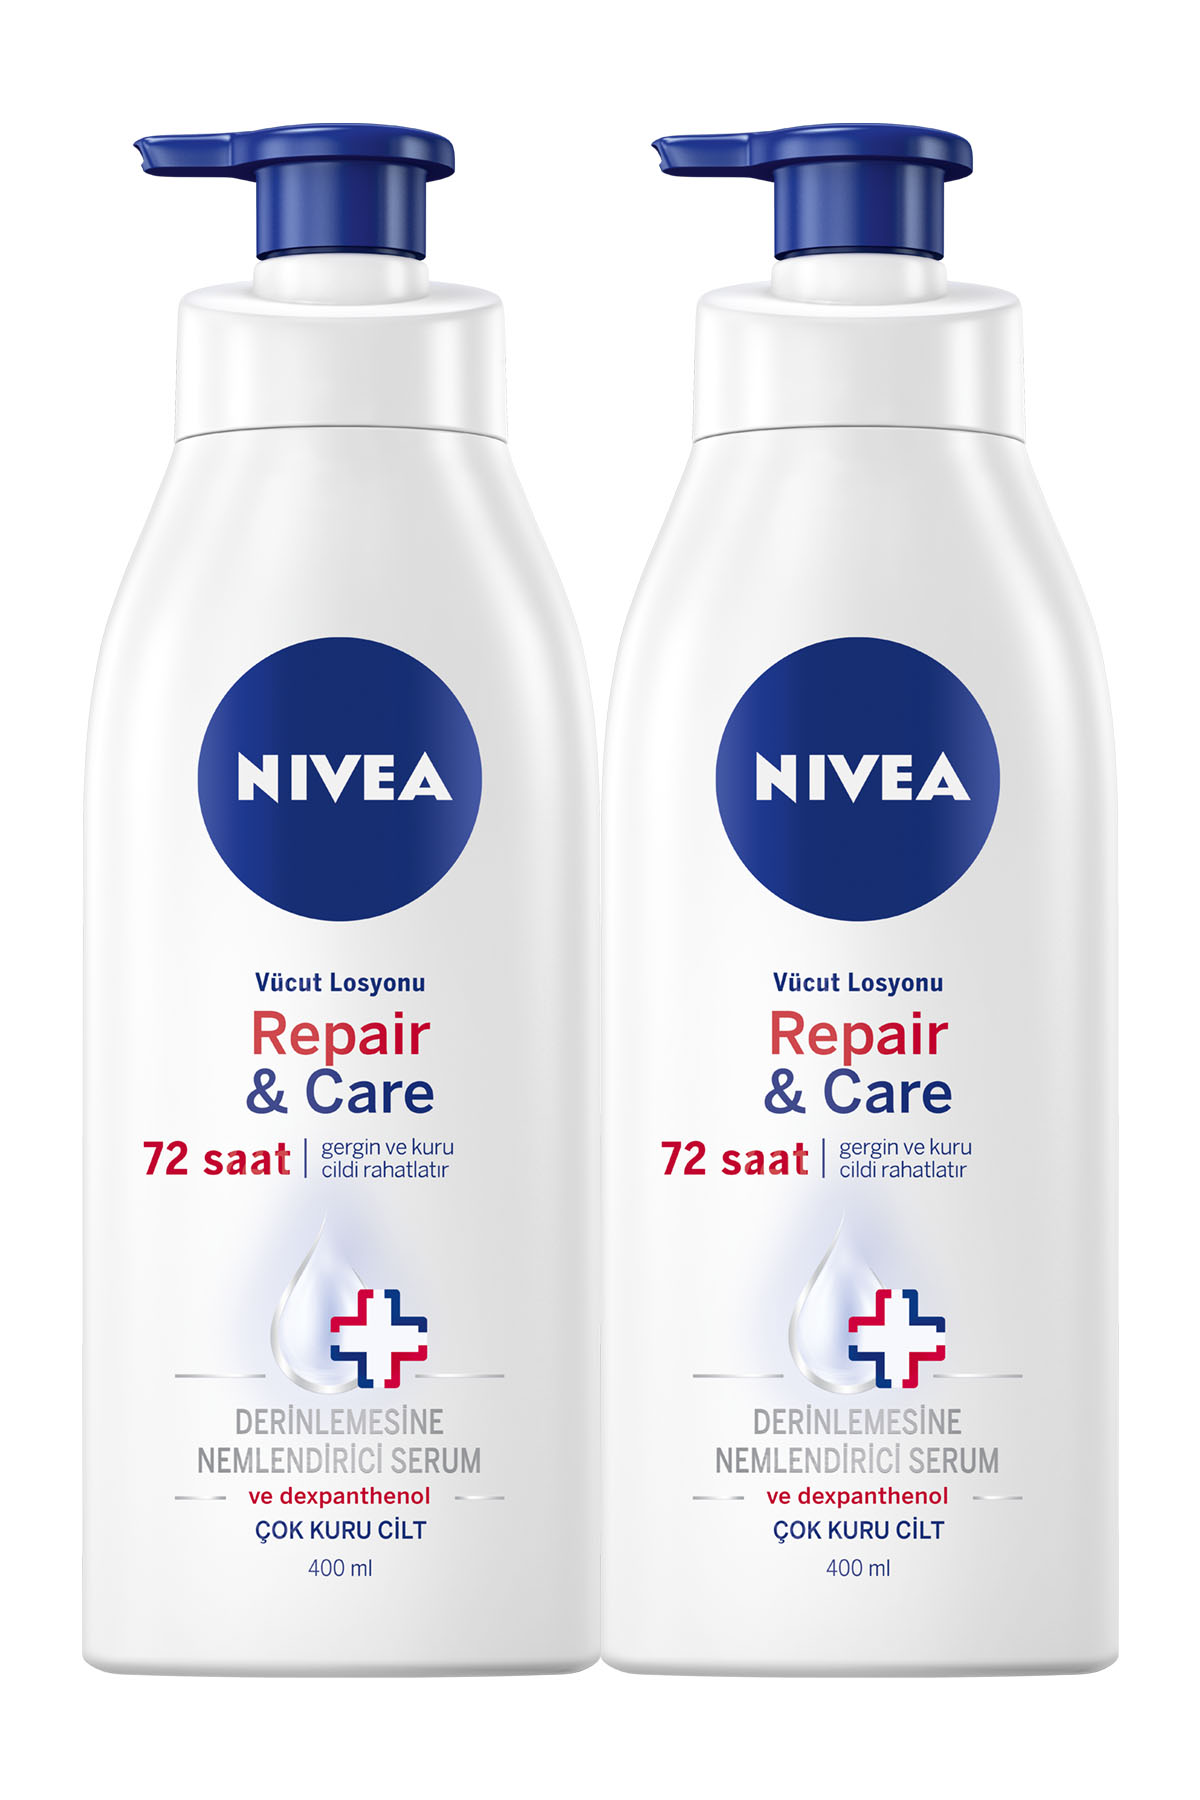 NIVEA
Vücut Losyonu
Repair
& Care
72 saat
gergin ve kuru
cildi rahatlatır
DERİNLEMESİNE
NEMLENDİRİCİ SERUM
ve dexpanthenol
ÇOK KURU CİLT
400 ml
NIVEA
Vücut Losyonu
Repair
& Care
72 saat
gergin ve kuru
cildi rahatlatır
DERİNLEMESİNE
NEMLENDİRİCİ SERUM
ve dexpanthenol
ÇOK KURU CİLT
400 ml